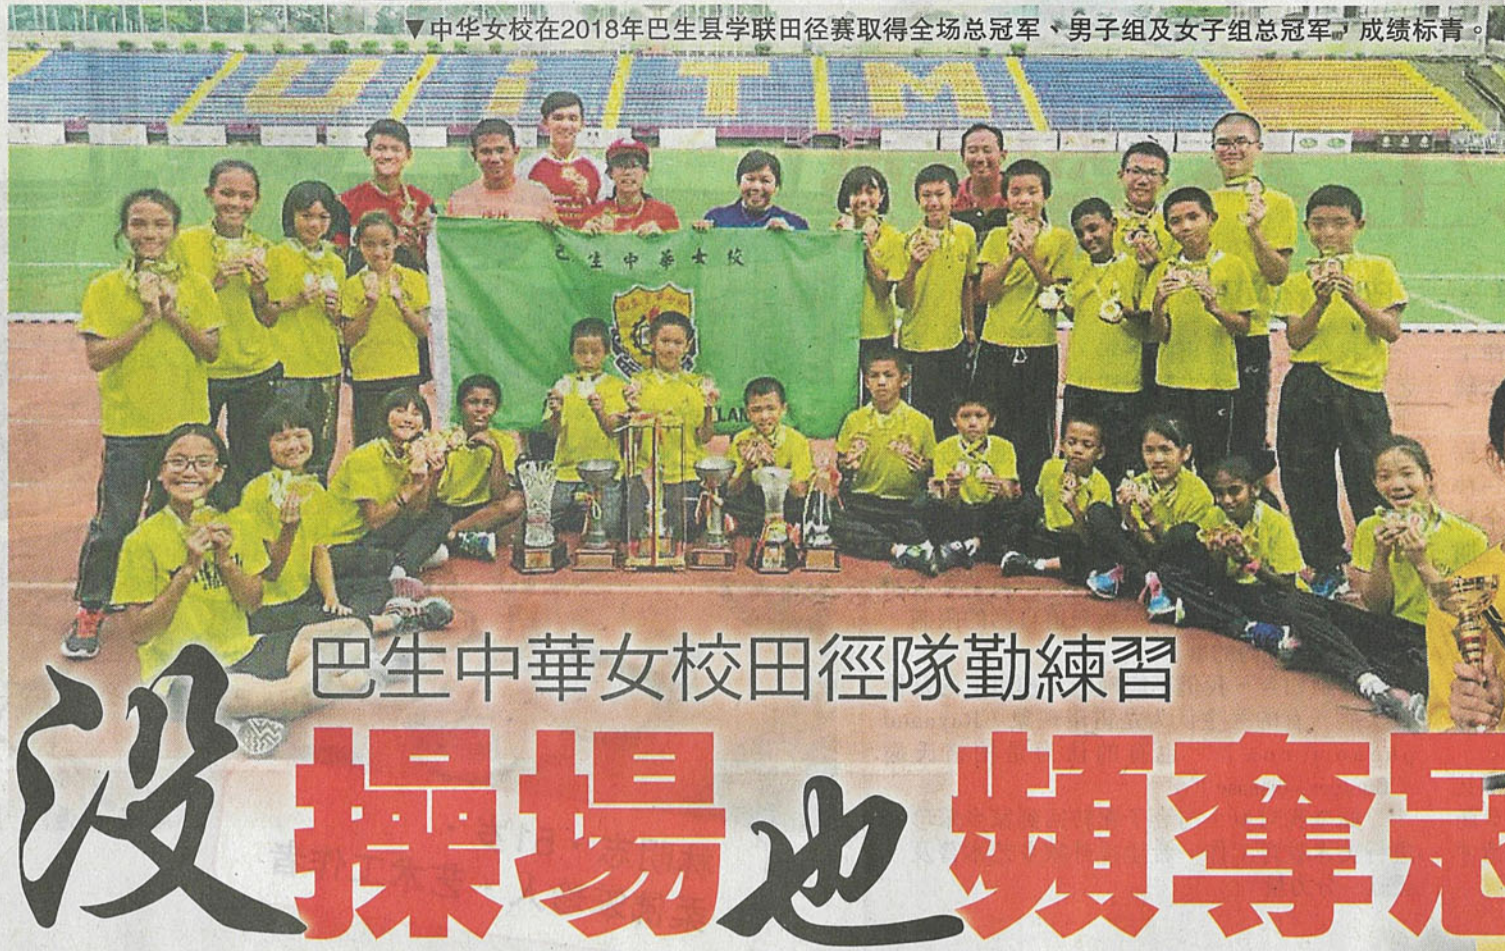 ▼中华女校在2018年巴生县学联田径赛取得全场总冠军、男子组及女子组总冠军，成绩标青。
UiTM
巴生中華女校
LAN
巴生中華女校田徑隊勤練習
没操場也頻奪冠